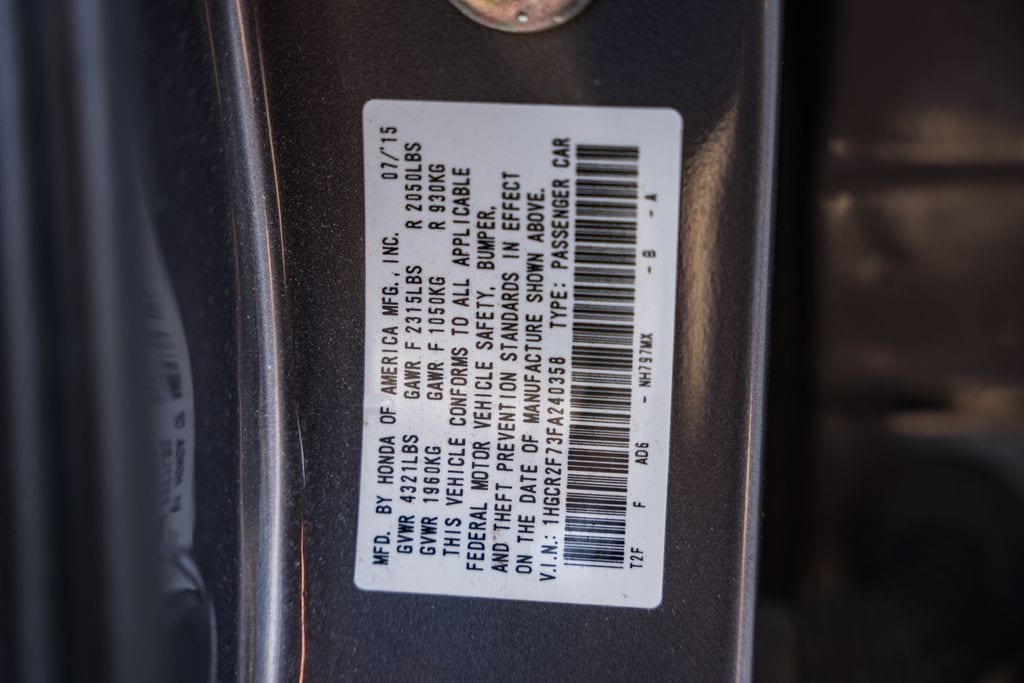 MFD. BY HONDA OF AMERICA MFG., INC. 07/'15
GVWR 4321LBS GAWR F 2315LBS R 2050LBS
GVWR 1960KG GAWR F 1050KG R 930KG
THIS VEHICLE CONFORMS TO ALL APPLICABLE
FEDERAL MOTOR VEHICLE SAFETY, BUMPER,
AND THEFT PREVENTION STANDARDS IN EFFECT
ON THE DATE OF MANUFACTURE SHOWN ABOVE.
V.I.N.: 1HGCR2F73FA240358 TYPE: PASSENGER CAR
T2F F AD6 - NH797MX - B - A